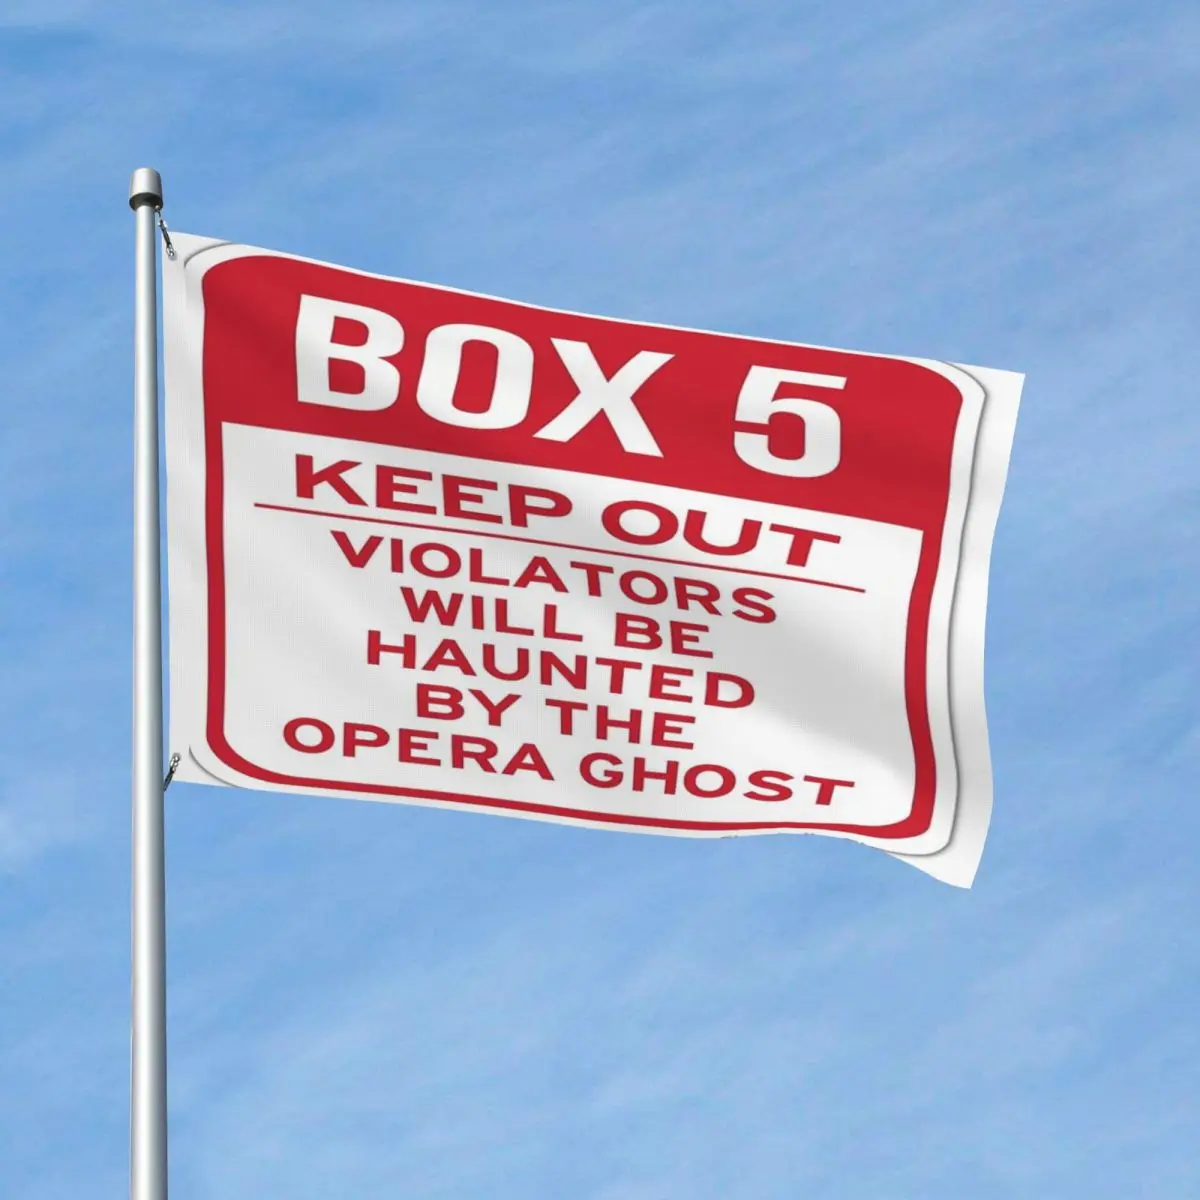 BOX 5
KEEP OUT
VIOLATORS
WILL BE
HAUNTED
BY THE
OPERA GHOST